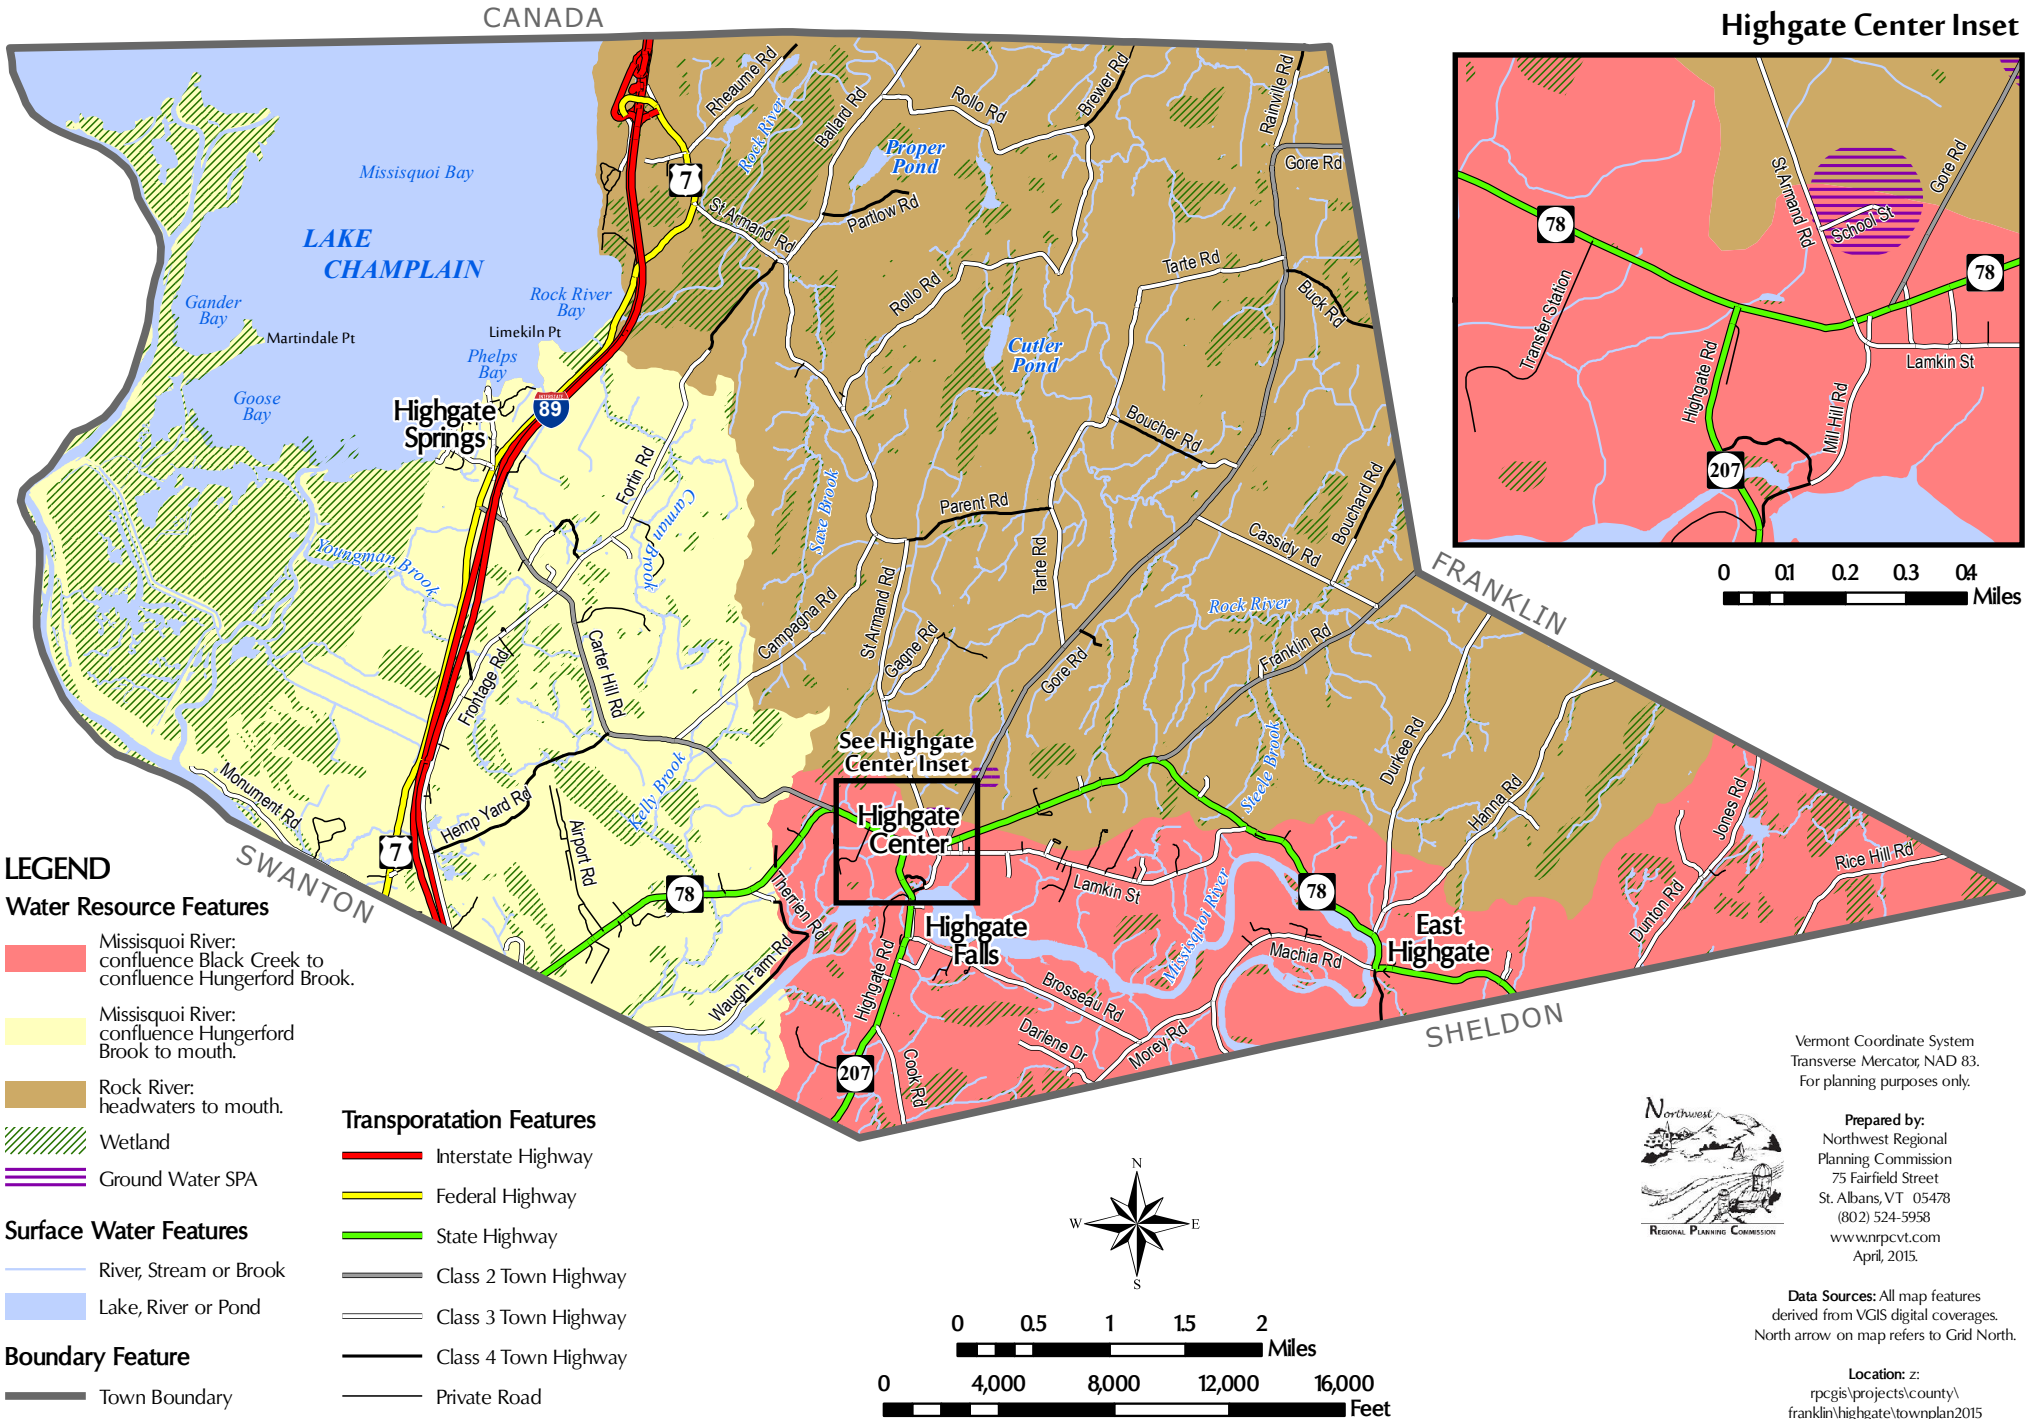 CANADA
Highgate Center Inset
Missisquoi Bay
LAKE
CHAMPLAIN
Gander
Bay
Martindale Pt
Goose
Bay
Rock River
Bay
Limekiln Pt
Phelps
Bay
Highgate
Springs
89
7
Rheaume Rd
Rock River
Ballard Rd
Rollo Rd
Brewer Rd
Rainville Rd
Gore Rd
Proper
Pond
Partlow Rd
St Armand Rd
Tarte Rd
Buck Rd
Rollo Rd
Cutler
Pond
Boucher Rd
Bouchard Rd
Fortin Rd
Carman Brook
Saxe Brook
Parent Rd
Cassidy Rd
Tarte Rd
Youngman Brook
Campagna Rd
St Armand Rd
Gagne Rd
Gore Rd
Rock River
Franklin Rd
FRANKLIN
Carter Hill Rd
Frontage Rd
Durkee Rd
Steele Brook
Hanna Rd
Jones Rd
Rice Hill Rd
Dunton Rd
See Highgate
Center Inset
Highgate
Center
Kelly Brook
Monument Rd
Hemp Yard Rd
Airport Rd
7
SWANTON
78
Therrien Rd
Waugh Farm Rd
Highgate
Falls
Highgate Rd
Lamkin St
Missisquoi River
78
East
Highgate
Machia Rd
Brosseau Rd
Darlene Dr
Morey Rd
Cook Rd
207
SHELDON
78
St Armand Rd
School St
Gore Rd
78
Transfer Station
Highgate Rd
Lamkin St
Mill Hill Rd
207
0 0.1 0.2 0.3 0.4
Miles
LEGEND
Water Resource Features
Missisquoi River:
confluence Black Creek to
confluence Hungerford Brook.
Missisquoi River:
confluence Hungerford
Brook to mouth.
Rock River:
headwaters to mouth.
Wetland
Ground Water SPA
Surface Water Features
River, Stream or Brook
Lake, River or Pond
Boundary Feature
Town Boundary
Transporatation Features
Interstate Highway
Federal Highway
State Highway
Class 2 Town Highway
Class 3 Town Highway
Class 4 Town Highway
Private Road
N
W E
S
0 0.5 1 1.5 2
Miles
0 4,000 8,000 12,000 16,000
Feet
Vermont Coordinate System
Transverse Mercator, NAD 83.
For planning purposes only.
Northwest
REGIONAL PLANNING COMMISSION
Prepared by:
Northwest Regional
Planning Commission
75 Fairfield Street
St. Albans, VT 05478
(802) 524-5958
www.nrpcvt.com
April, 2015.
Data Sources: All map features
derived from VGIS digital coverages.
North arrow on map refers to Grid North.
Location: z:
rpcgis\projects\county\
franklin\highgate\townplan2015